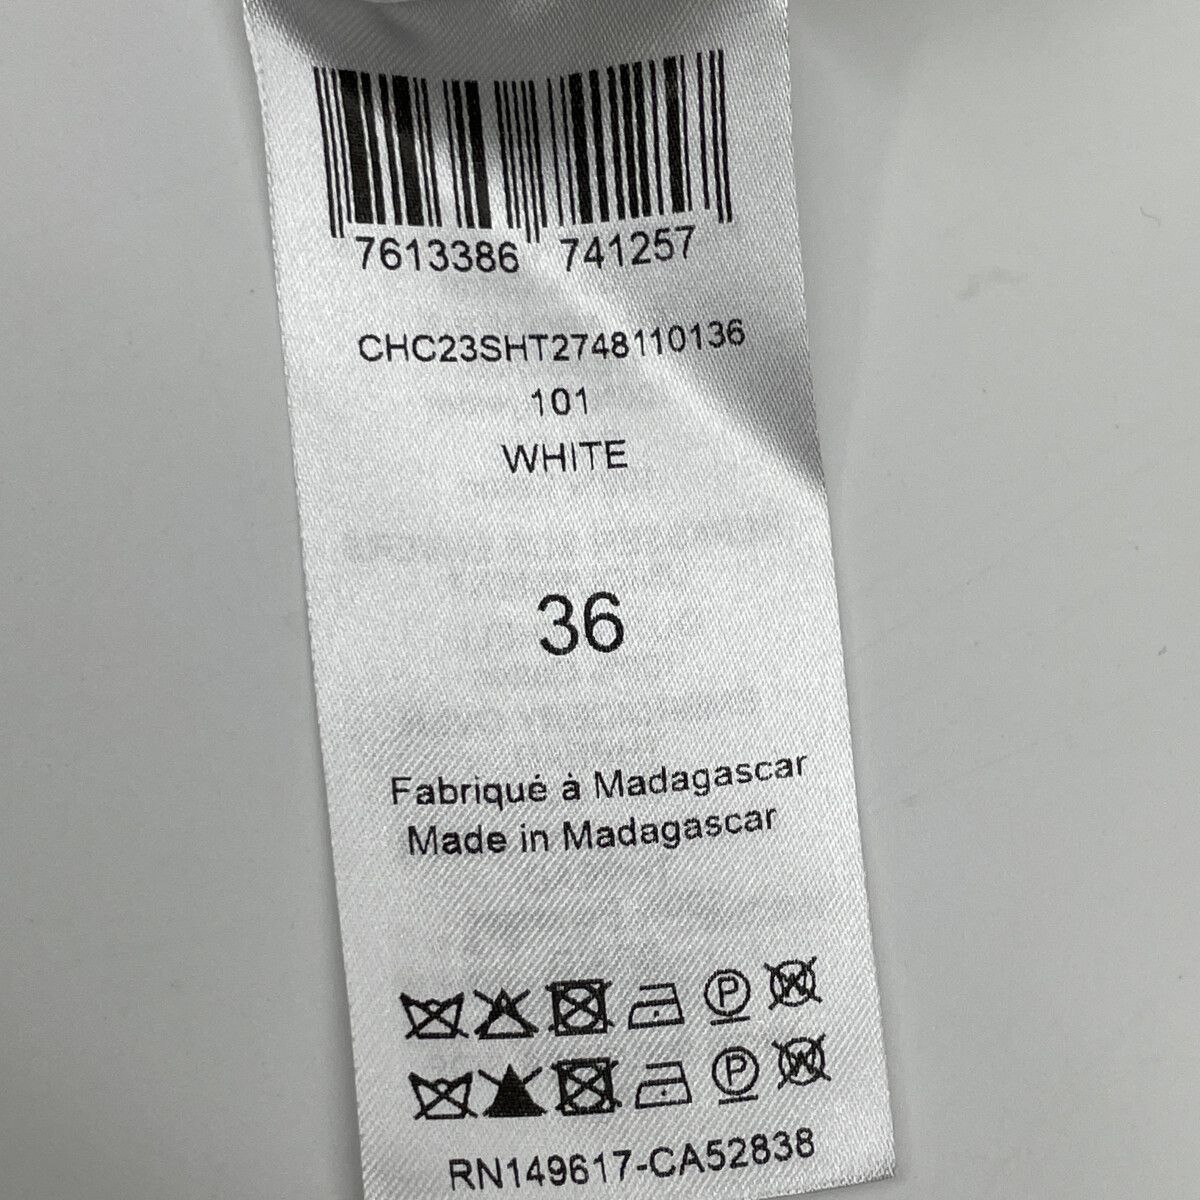 7613386 741257
CHC23SHT2748110136
101
WHITE
36
Fabriqué à Madagascar
Made in Madagascar
P W
P W
RN149617-CA52838